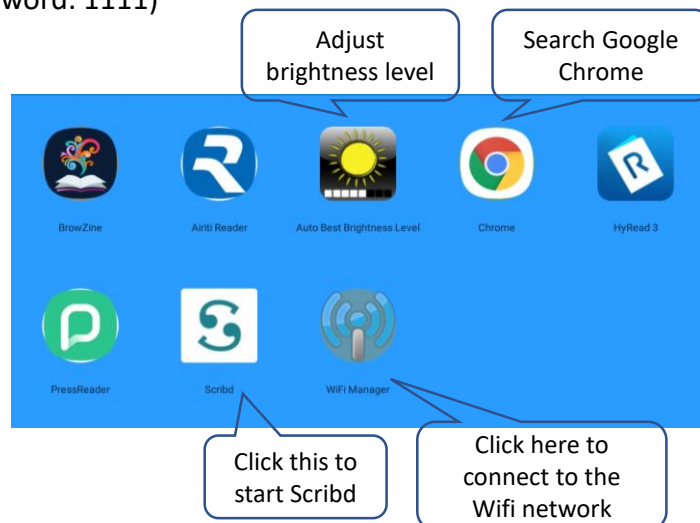 word: 1111)
Adjust
brightness level
Search Google
Chrome
BrowZine
Airiti Reader
Auto Best Brightness Level
Chrome
HyRead 3
PressReader
Scribd
WiFi Manager
Click this to
start Scribd
Click here to
connect to the
Wifi network